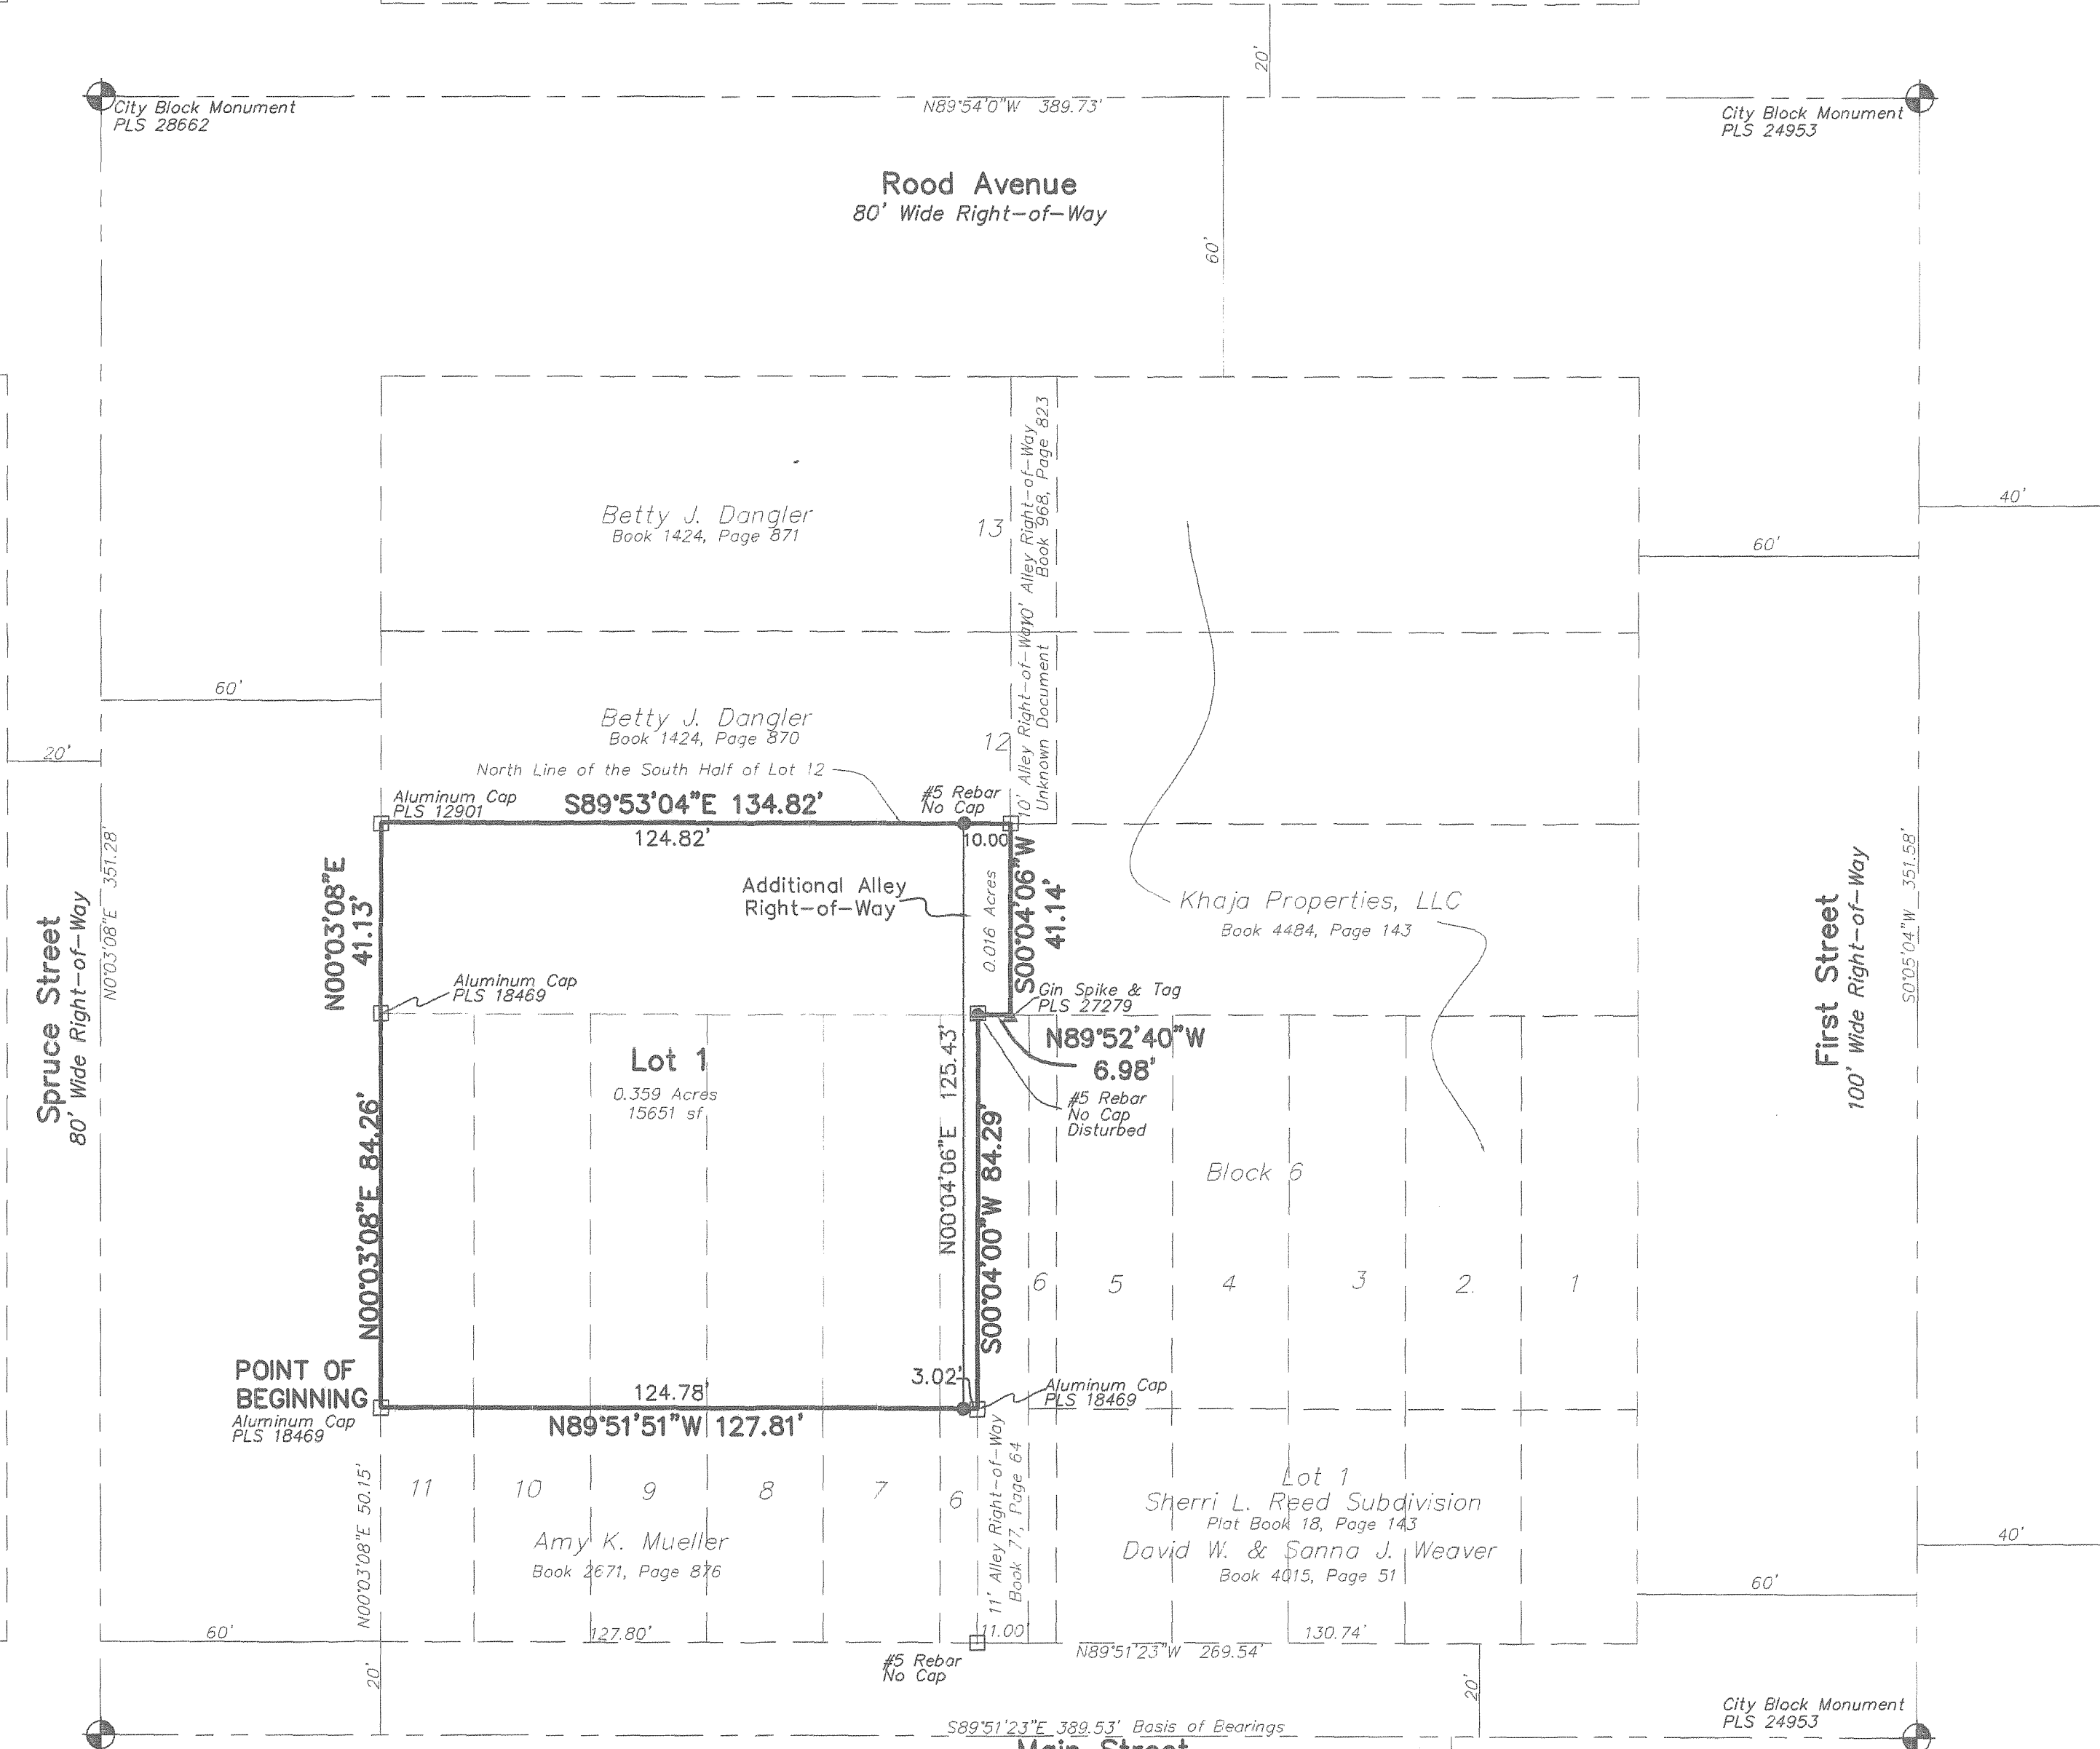 20'
City Block Monument
PLS 28662
N89°54'0"W 389.73'
City Block Monument
PLS 24953
Rood Avenue
80' Wide Right-of-Way
60'
Betty J. Dangler
Book 1424, Page 871
13
10' Alley Right-of-Way
Book 968, Page 823
40'
60'
60'
20'
Betty J. Dangler
Book 1424, Page 870
12
10' Alley Right-of-Way
Unknown Document
North Line of the South Half of Lot 12
Aluminum Cap
PLS 12901
S89°53'04"E 134.82'
#5 Rebar
No Cap
124.82'
10.00
N00°03'08"E
41.13'
Additional Alley
Right-of-Way
0.016 Acres
S00°04'06"W
41.14'
Khaja Properties, LLC
Book 4484, Page 143
Spruce Street
80' Wide Right-of-Way
N0°03'08"E 351.28'
First Street
100' Wide Right-of-Way
S0°05'04"W 351.58'
Aluminum Cap
PLS 18469
Gin Spike & Tag
PLS 27279
N89°52'40"W
6.98'
#5 Rebar
No Cap
Disturbed
Lot 1
0.359 Acres
15651 sf
N00°03'08"E 84.26'
N00°04'06"E 125.43'
S00°04'00"W 84.29'
Block 6
6 5 4 3 2 1
POINT OF
BEGINNING
Aluminum Cap
PLS 18469
3.02'
124.78'
N89°51'51"W 127.81'
Aluminum Cap
PLS 18469
N00°03'08"E 50.15'
11 10 9 8 7 6
Amy K. Mueller
Book 2671, Page 876
11' Alley Right-of-Way
Book 77, Page 64
Lot 1
Sherri L. Reed Subdivision
Plat Book 18, Page 143
David W. & Sanna J. Weaver
Book 4015, Page 51
40'
60'
60'
127.80'
11.00'
130.74'
N89°51'23"W 269.54'
#5 Rebar
No Cap
20'
20'
City Block Monument
PLS 24953
S89°51'23"E 389.53' Basis of Bearings
Main Street